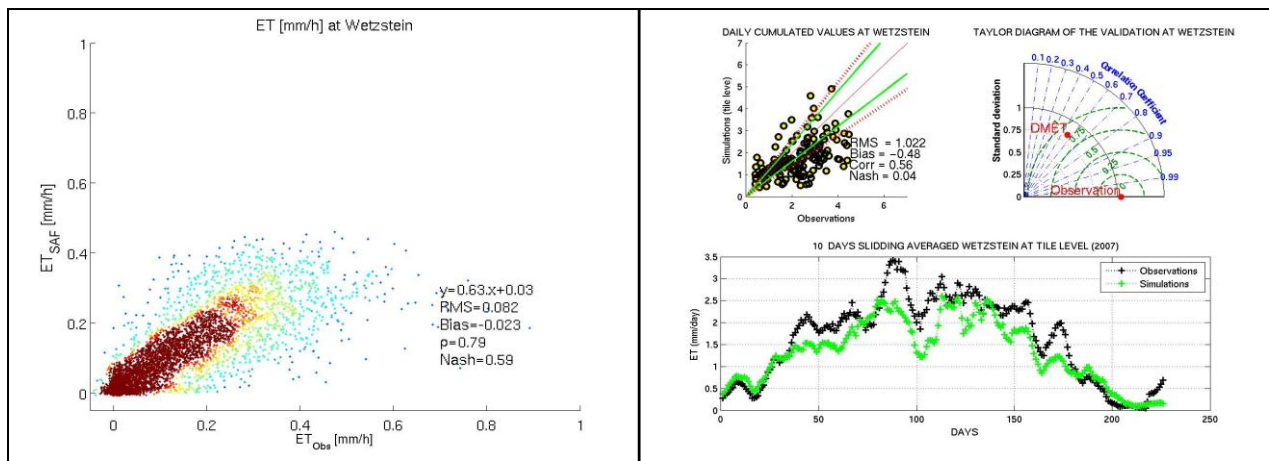 ET [mm/h] at Wetzstein
1
0.8
0.6
0.4
0.2
0
ET_SAF [mm/h]
y=0.63.x+0.03
RMS=0.082
Bias=-0.023
ρ=0.79
Nash=0.59
0 0.2 0.4 0.6 0.8 1
ET_Obs [mm/h]
DAILY CUMULATED VALUES AT WETZSTEIN
7
6
5
4
3
2
1
0
Simulations (tile level)
RMS = 1.022
Bias = -0.48
Corr = 0.56
Nash = 0.04
0 2 4 6
Observations
TAYLOR DIAGRAM OF THE VALIDATION AT WETZSTEIN
0.1 0.2 0.3 0.4 0.5 0.6 0.7 0.8 0.9 0.95 0.99
Correlation Coefficient
Standard deviation
1
0.75
0.5
0.25
0
DMET
0.75
0.5
0
Observation
10 DAYS SLIDDING AVERAGED WETZSTEIN AT TILE LEVEL (2007)
3.5
3
2.5
2
1.5
1
0.5
0
ET (mm/day)
Observations
Simulations
0 50 100 150 200 250
DAYS